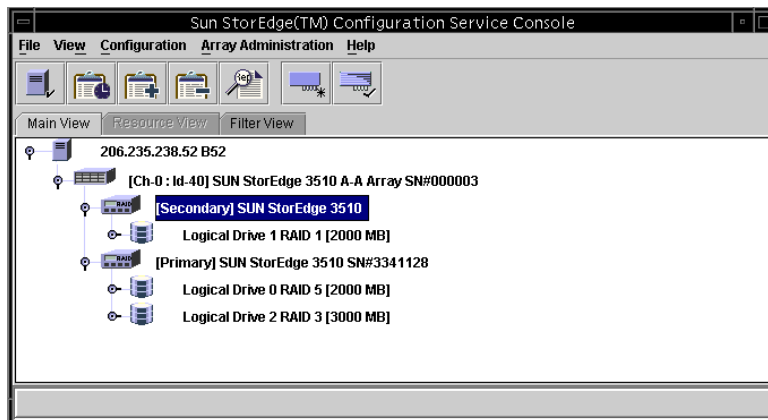 Sun StorEdge(TM) Configuration Service Console
File View Configuration Array Administration Help
Rep
Main View Resource View Filter View
206.235.238.52 B52
[Ch-0 : Id-40] SUN StorEdge 3510 A-A Array SN#000003
RAID [Secondary] SUN StorEdge 3510
Logical Drive 1 RAID 1 [2000 MB]
RAID [Primary] SUN StorEdge 3510 SN#3341128
Logical Drive 0 RAID 5 [2000 MB]
Logical Drive 2 RAID 3 [3000 MB]